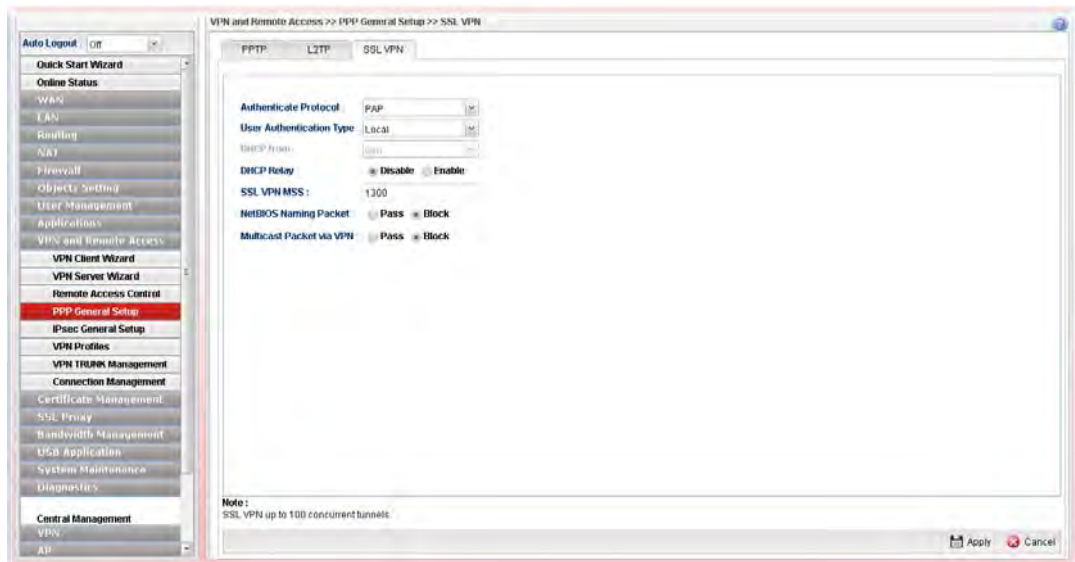 VPN and Remote Access >> PPP General Setup >> SSL VPN
Auto Logout : Off
Quick Start Wizard
Online Status
WAN
LAN
Routing
NAT
Firewall
Objects Setting
User Management
Applications
VPN and Remote Access
VPN Client Wizard
VPN Server Wizard
Remote Access Control
PPP General Setup
IPsec General Setup
VPN Profiles
VPN TRUNK Management
Connection Management
Certificate Management
SSL Proxy
Bandwidth Management
USB Application
System Maintenance
Diagnostics
Central Management
VPN
AP
PPTP L2TP SSL VPN
Authenticate Protocol PAP
User Authentication Type Local
DHCP from
DHCP Relay Disable Enable
SSL VPN MSS : 1300
NetBIOS Naming Packet Pass Block
Multicast Packet via VPN Pass Block
Note :
SSL VPN up to 100 concurrent tunnels.
Apply Cancel